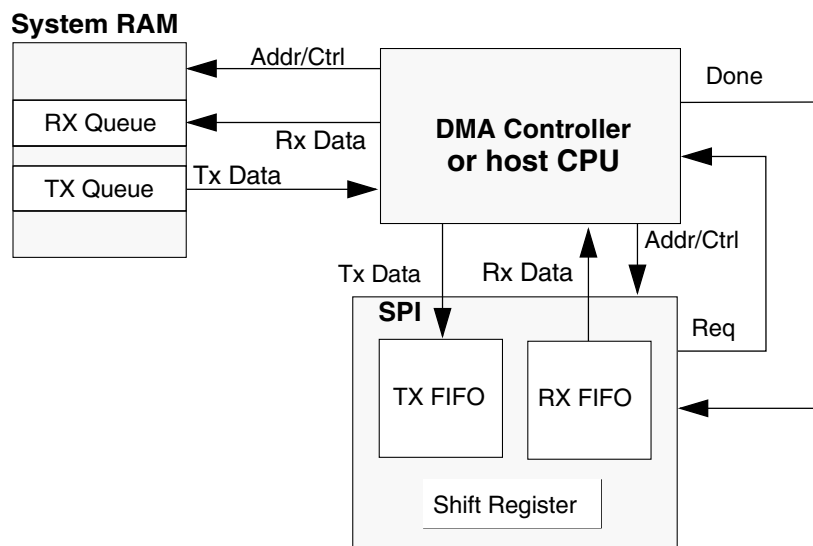 System RAM
Addr/Ctrl
Done
RX Queue
Rx Data
DMA Controller
or host CPU
TX Queue
Tx Data
Addr/Ctrl
Tx Data
Rx Data
SPI
Req
TX FIFO
RX FIFO
Shift Register